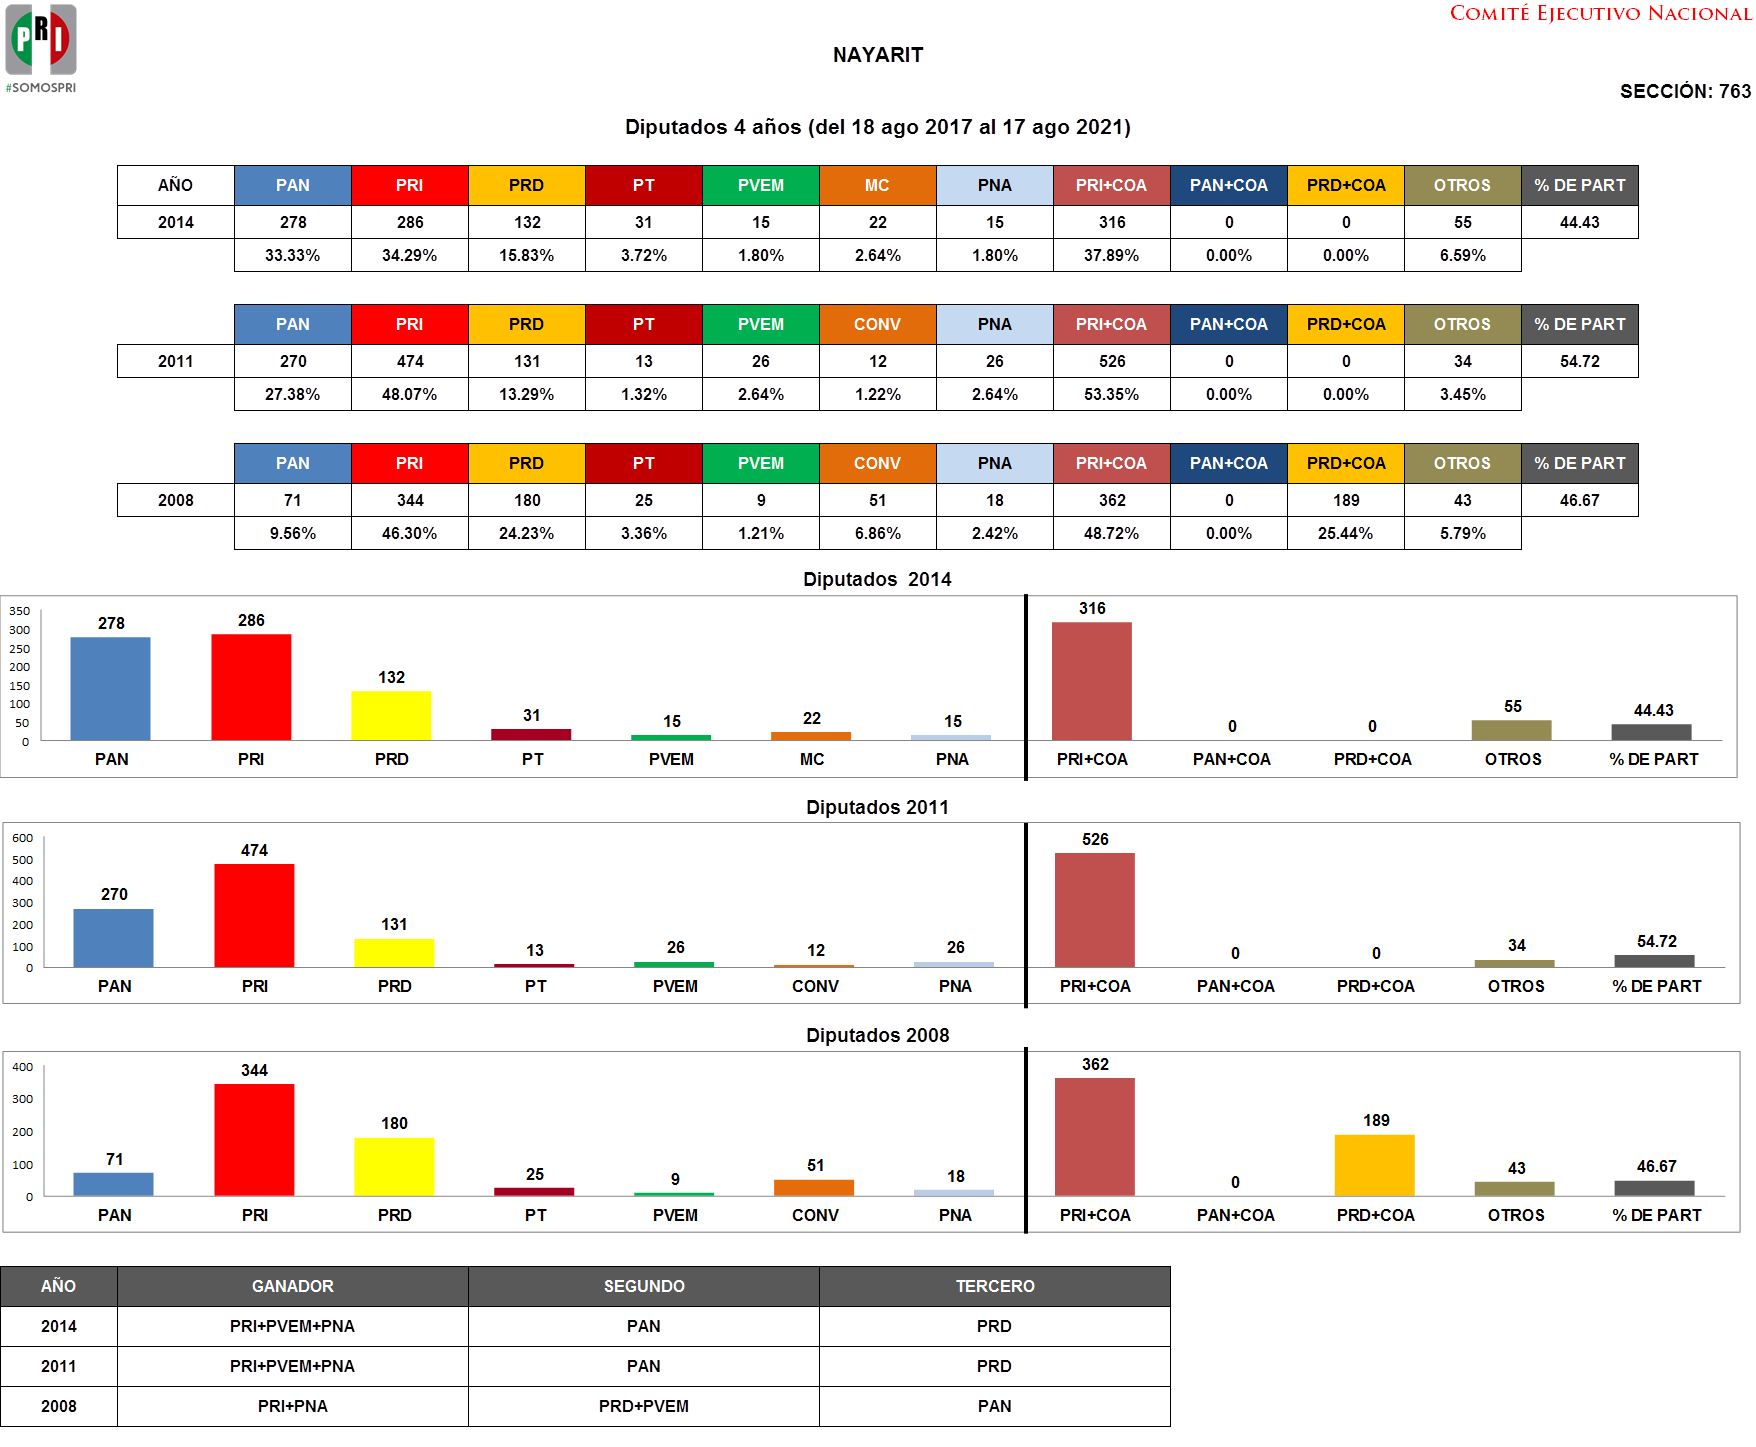 PRI
#SOMOSPRI
COMITÉ EJECUTIVO NACIONAL
NAYARIT
SECCIÓN: 763
Diputados 4 años (del 18 ago 2017 al 17 ago 2021)
AÑO PAN PRI PRD PT PVEM MC PNA PRI+COA PAN+COA PRD+COA OTROS % DE PART
2014 278 286 132 31 15 22 15 316 0 0 55 44.43
33.33% 34.29% 15.83% 3.72% 1.80% 2.64% 1.80% 37.89% 0.00% 0.00% 6.59%
PAN PRI PRD PT PVEM CONV PNA PRI+COA PAN+COA PRD+COA OTROS % DE PART
2011 270 474 131 13 26 12 26 526 0 0 34 54.72
27.38% 48.07% 13.29% 1.32% 2.64% 1.22% 2.64% 53.35% 0.00% 0.00% 3.45%
PAN PRI PRD PT PVEM CONV PNA PRI+COA PAN+COA PRD+COA OTROS % DE PART
2008 71 344 180 25 9 51 18 362 0 189 43 46.67
9.56% 46.30% 24.23% 3.36% 1.21% 6.86% 2.42% 48.72% 0.00% 25.44% 5.79%
Diputados 2014
350
300
250
200
150
100
50
0
278 286 132 31 15 22 15 316 0 0 55 44.43
PAN PRI PRD PT PVEM MC PNA PRI+COA PAN+COA PRD+COA OTROS % DE PART
Diputados 2011
600
500
400
300
200
100
0
270 474 131 13 26 12 26 526 0 0 34 54.72
PAN PRI PRD PT PVEM CONV PNA PRI+COA PAN+COA PRD+COA OTROS % DE PART
Diputados 2008
400
300
200
100
0
71 344 180 25 9 51 18 362 0 189 43 46.67
PAN PRI PRD PT PVEM CONV PNA PRI+COA PAN+COA PRD+COA OTROS % DE PART
AÑO GANADOR SEGUNDO TERCERO
2014 PRI+PVEM+PNA PAN PRD
2011 PRI+PVEM+PNA PAN PRD
2008 PRI+PNA PRD+PVEM PAN